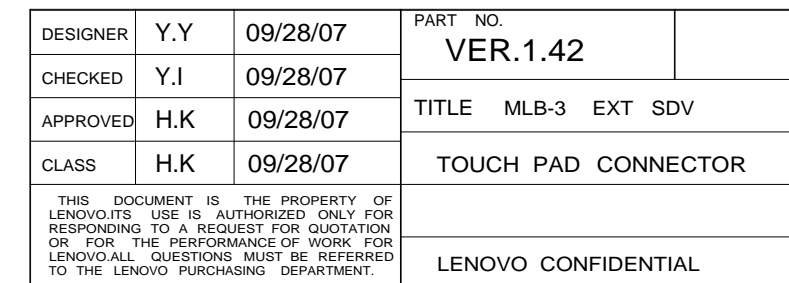 DESIGNER Y.Y 09/28/07
CHECKED Y.I 09/28/07
APPROVED H.K 09/28/07
CLASS H.K 09/28/07
THIS DOCUMENT IS THE PROPERTY OF
LENOVO.ITS USE IS AUTHORIZED ONLY FOR
RESPONDING TO A REQUEST FOR QUOTATION
OR FOR THE PERFORMANCE OF WORK FOR
LENOVO.ALL QUESTIONS MUST BE REFERRED
TO THE LENOVO PURCHASING DEPARTMENT.
PART NO.
VER.1.42
TITLE MLB-3 EXT SDV
TOUCH PAD CONNECTOR
LENOVO CONFIDENTIAL